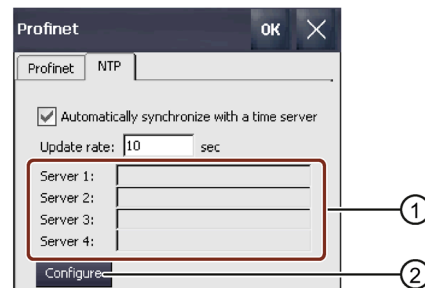 Profinet OK
Profinet NTP
Automatically synchronize with a time server
Update rate: 10 sec
Server 1:
Server 2:
Server 3:
Server 4:
1
Configure
2